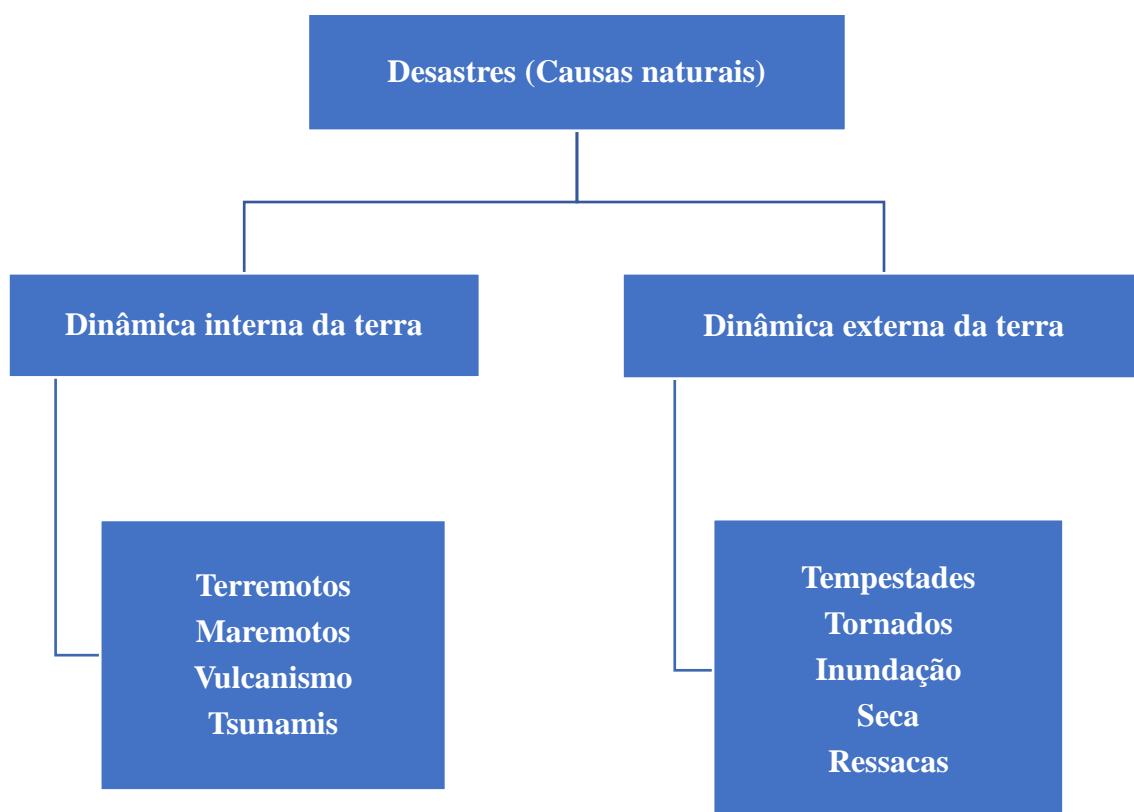 Desastres (Causas naturais)
Dinâmica interna da terra
Dinâmica externa da terra
Terremotos
Maremotos
Vulcanismo
Tsunamis
Tempestades
Tornados
Inundação
Seca
Ressacas